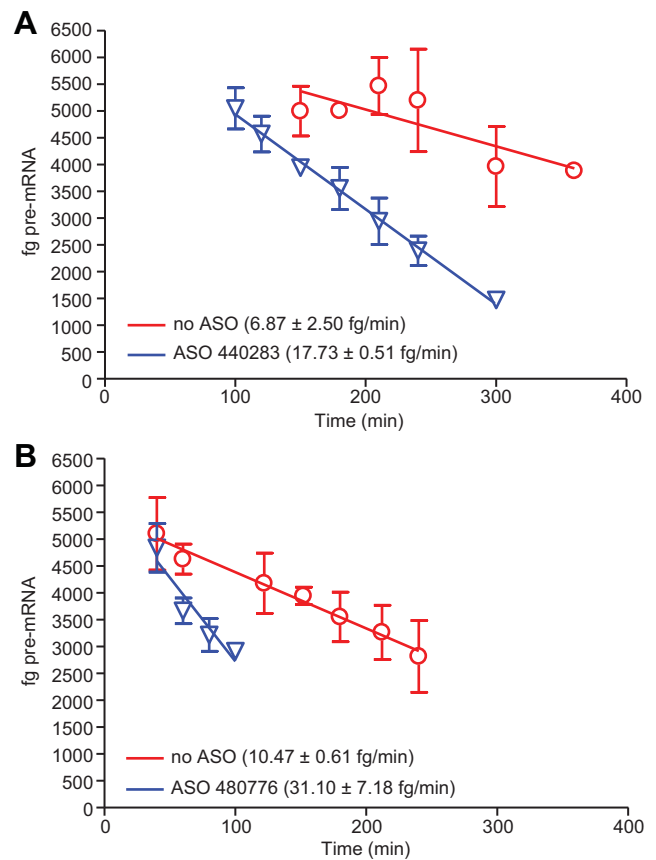 A
6500
6000
5500
5000
4500
4000
3500
3000
2500
2000
1500
1000
500
0
fg pre-mRNA
no ASO (6.87 ± 2.50 fg/min)
ASO 440283 (17.73 ± 0.51 fg/min)
0 100 200 300 400
Time (min)
B
6500
6000
5500
5000
4500
4000
3500
3000
2500
2000
1500
1000
500
0
fg pre-mRNA
no ASO (10.47 ± 0.61 fg/min)
ASO 480776 (31.10 ± 7.18 fg/min)
0 100 200 300 400
Time (min)